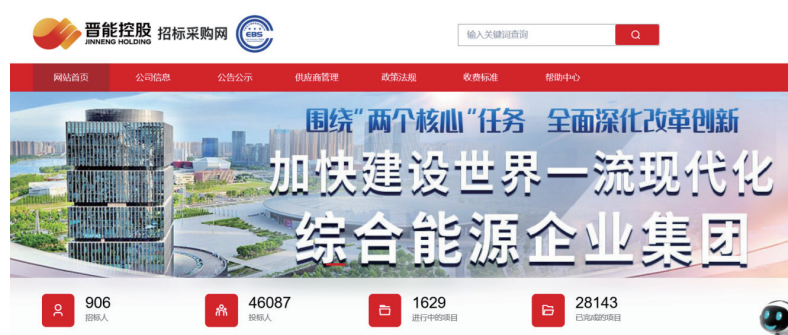 晋能控股
JINNENG HOLDING
招标采购网
EBS
输入关键词查询
网站首页 公司信息 公告公示 供应商管理 政策法规 收费标准 帮助中心
围绕“两个核心”任务 全面深化改革创新
加快建设世界一流现代化
综合能源企业集团
906
招标人
46087
投标人
1629
进行中的项目
28143
已完成的项目